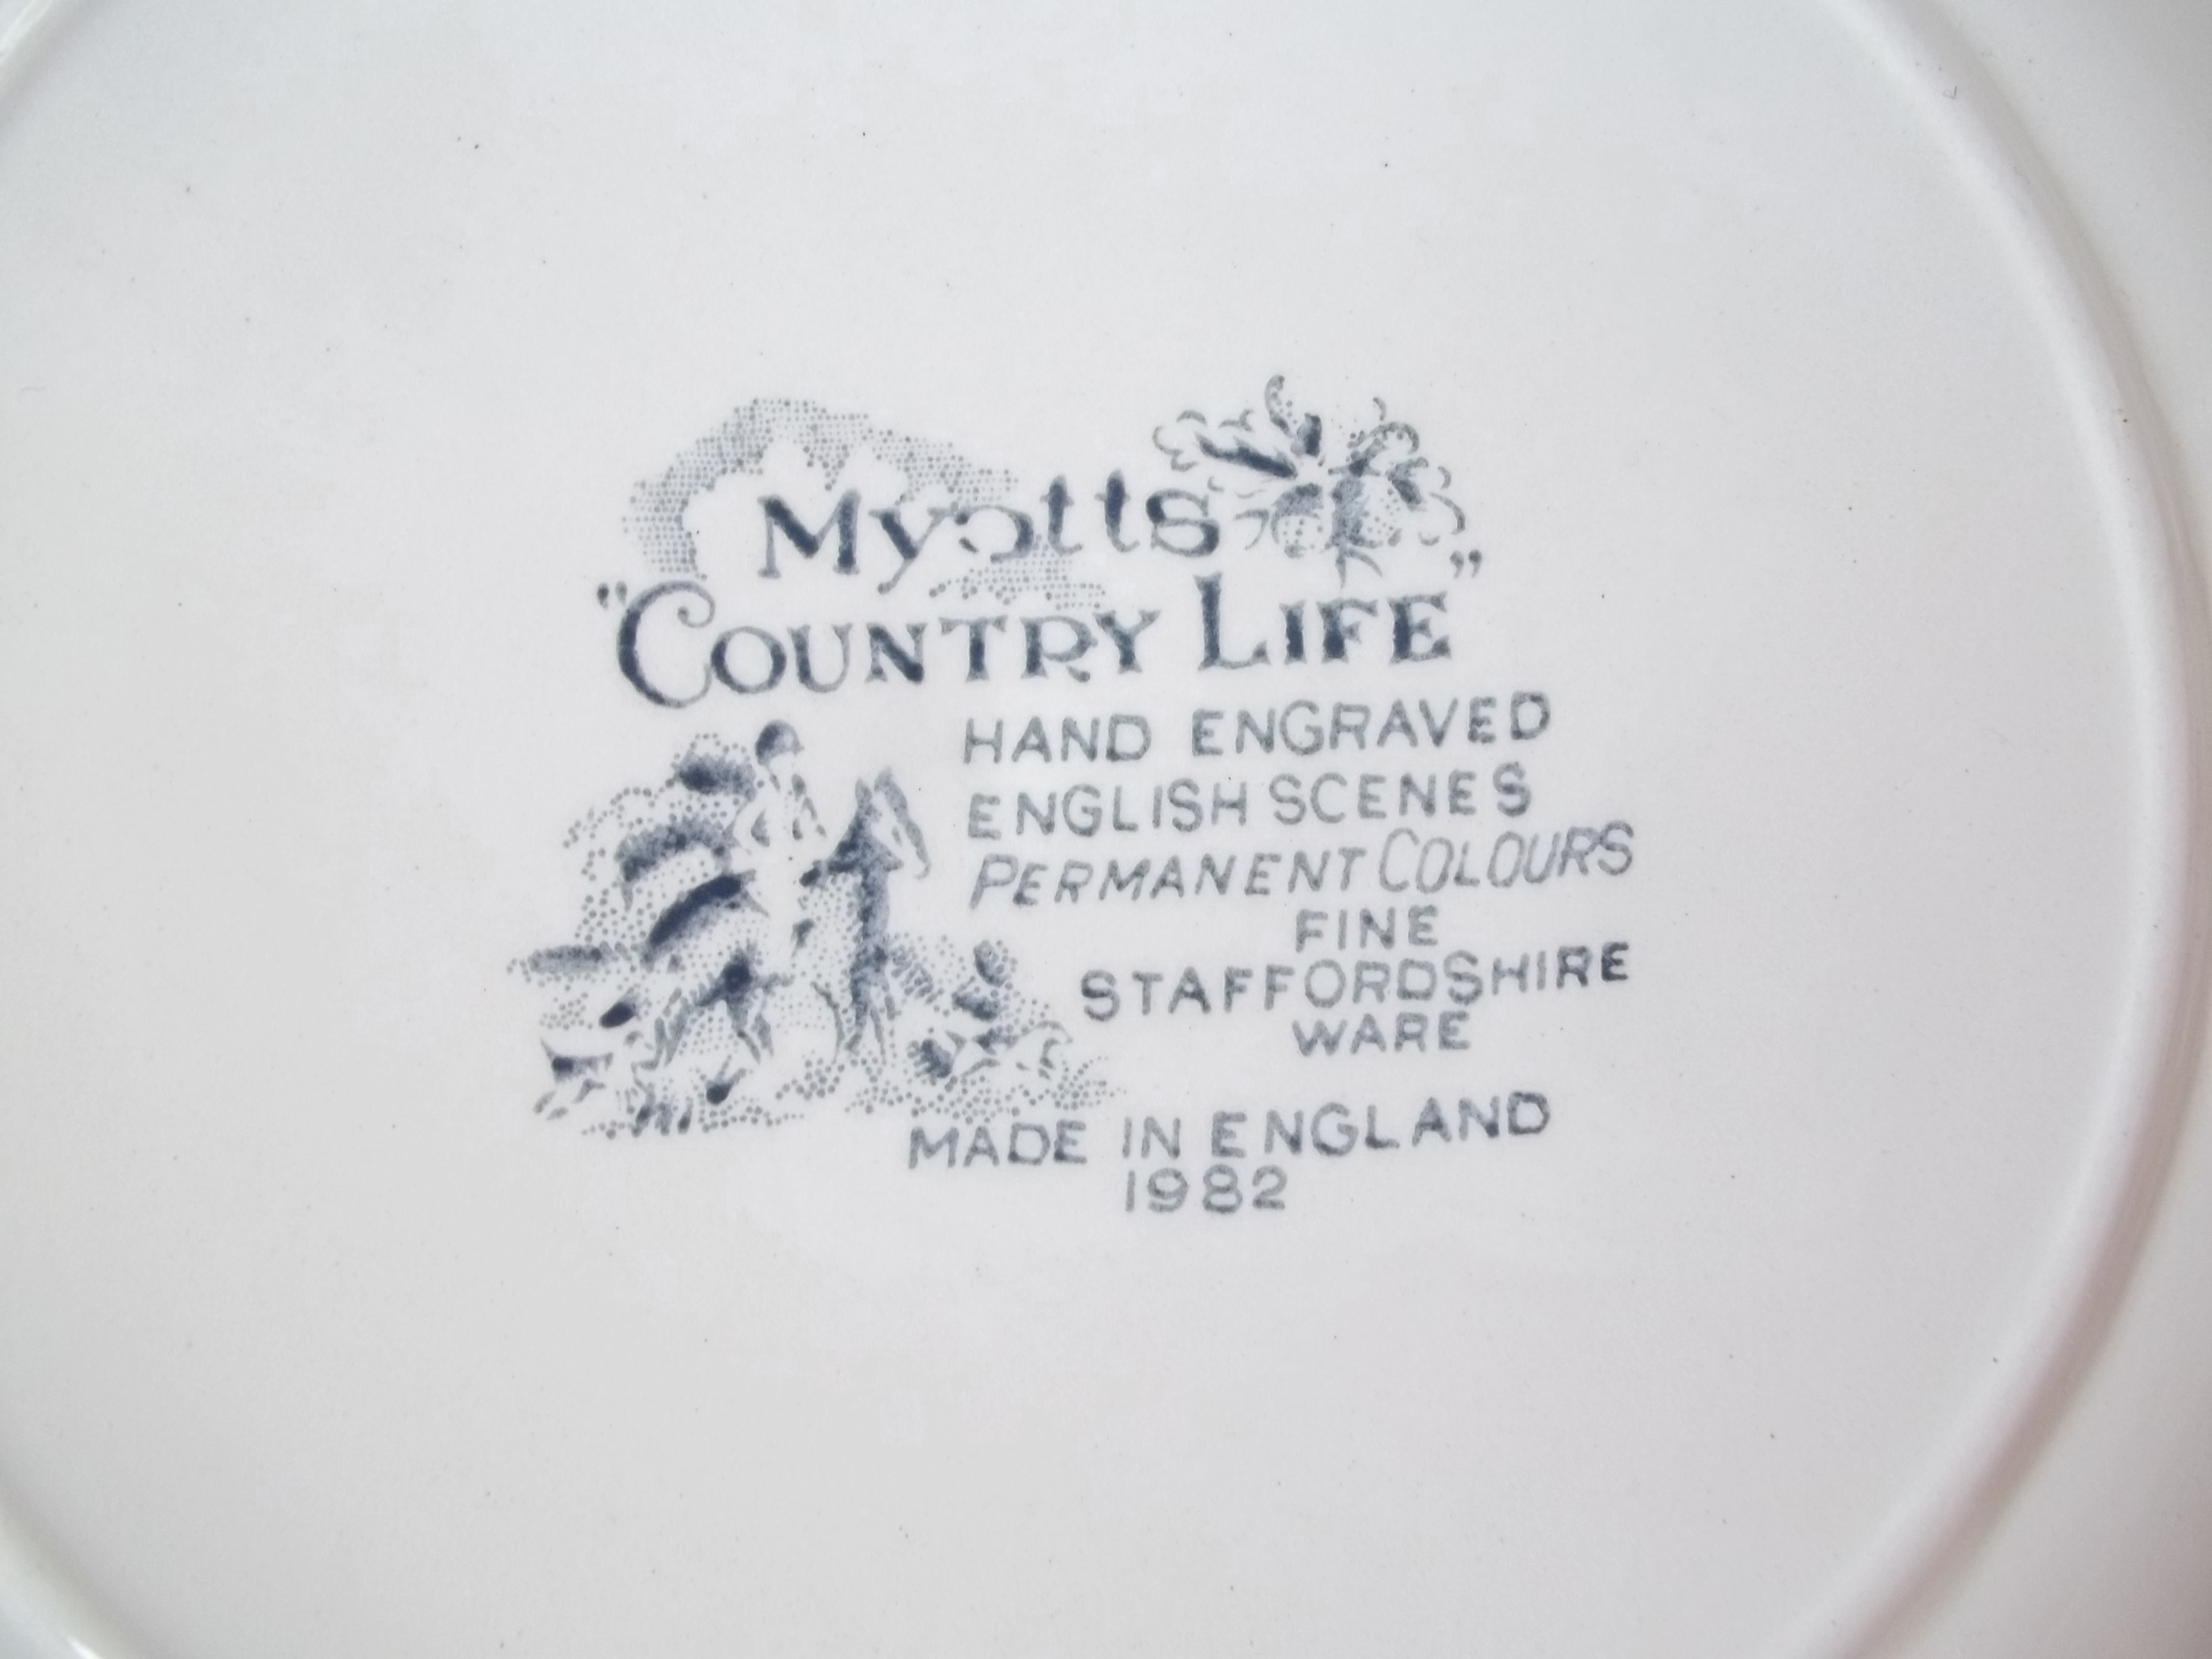 Myotts
"COUNTRY LIFE"
HAND ENGRAVED
ENGLISH SCENES
PERMANENT COLOURS
FINE
STAFFORDSHIRE
WARE
MADE IN ENGLAND
1982